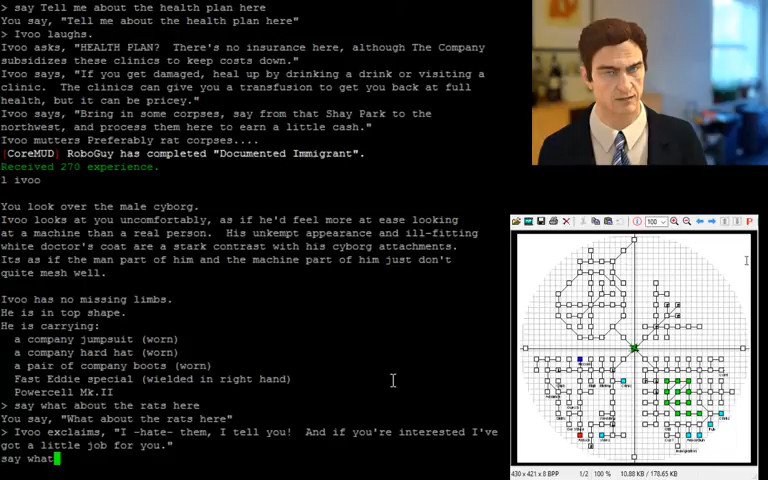 > say Tell me about the health plan here
You say, "Tell me about the health plan here"
> Ivoo laughs.
Ivoo asks, "HEALTH PLAN?  There's no insurance here, although The Company
subsidizes these clinics to keep costs down."
Ivoo says, "If you get damaged, heal up by drinking a drink or visiting a
clinic.  The clinics can give you a transfusion to get you back at full
health, but it can be pricey."
Ivoo says, "Bring in some corpses, say from that Shay Park to the
northwest, and process them here to earn a little cash."
Ivoo mutters Preferably rat corpses....
[CoreMUD] RoboGuy has completed "Documented Immigrant".
Received 270 experience.
l ivoo
You look over the male cyborg.
Ivoo looks at you uncomfortably, as if he'd feel more at ease looking
at a machine than a real person.  His unkempt appearance and ill-fitting
white doctor's coat are a stark contrast with his cyborg attachments.
Its as if the man part of him and the machine part of him just don't
quite mesh well.
Ivoo has no missing limbs.
He is in top shape.
He is carrying:
a company jumpsuit (worn)
a company hard hat (worn)
a pair of company boots (worn)
Fast Eddie special (wielded in right hand)
Powercell Mk.II
> say what about the rats here
You say, "What about the rats here"
> Ivoo exclaims, "I -hate- them, I tell you!  And if you're interested I've
got a little job for you."
say what
100
430 x 421 x 8 BPP
1/2
100 %
10.88 KB / 178.65 KB